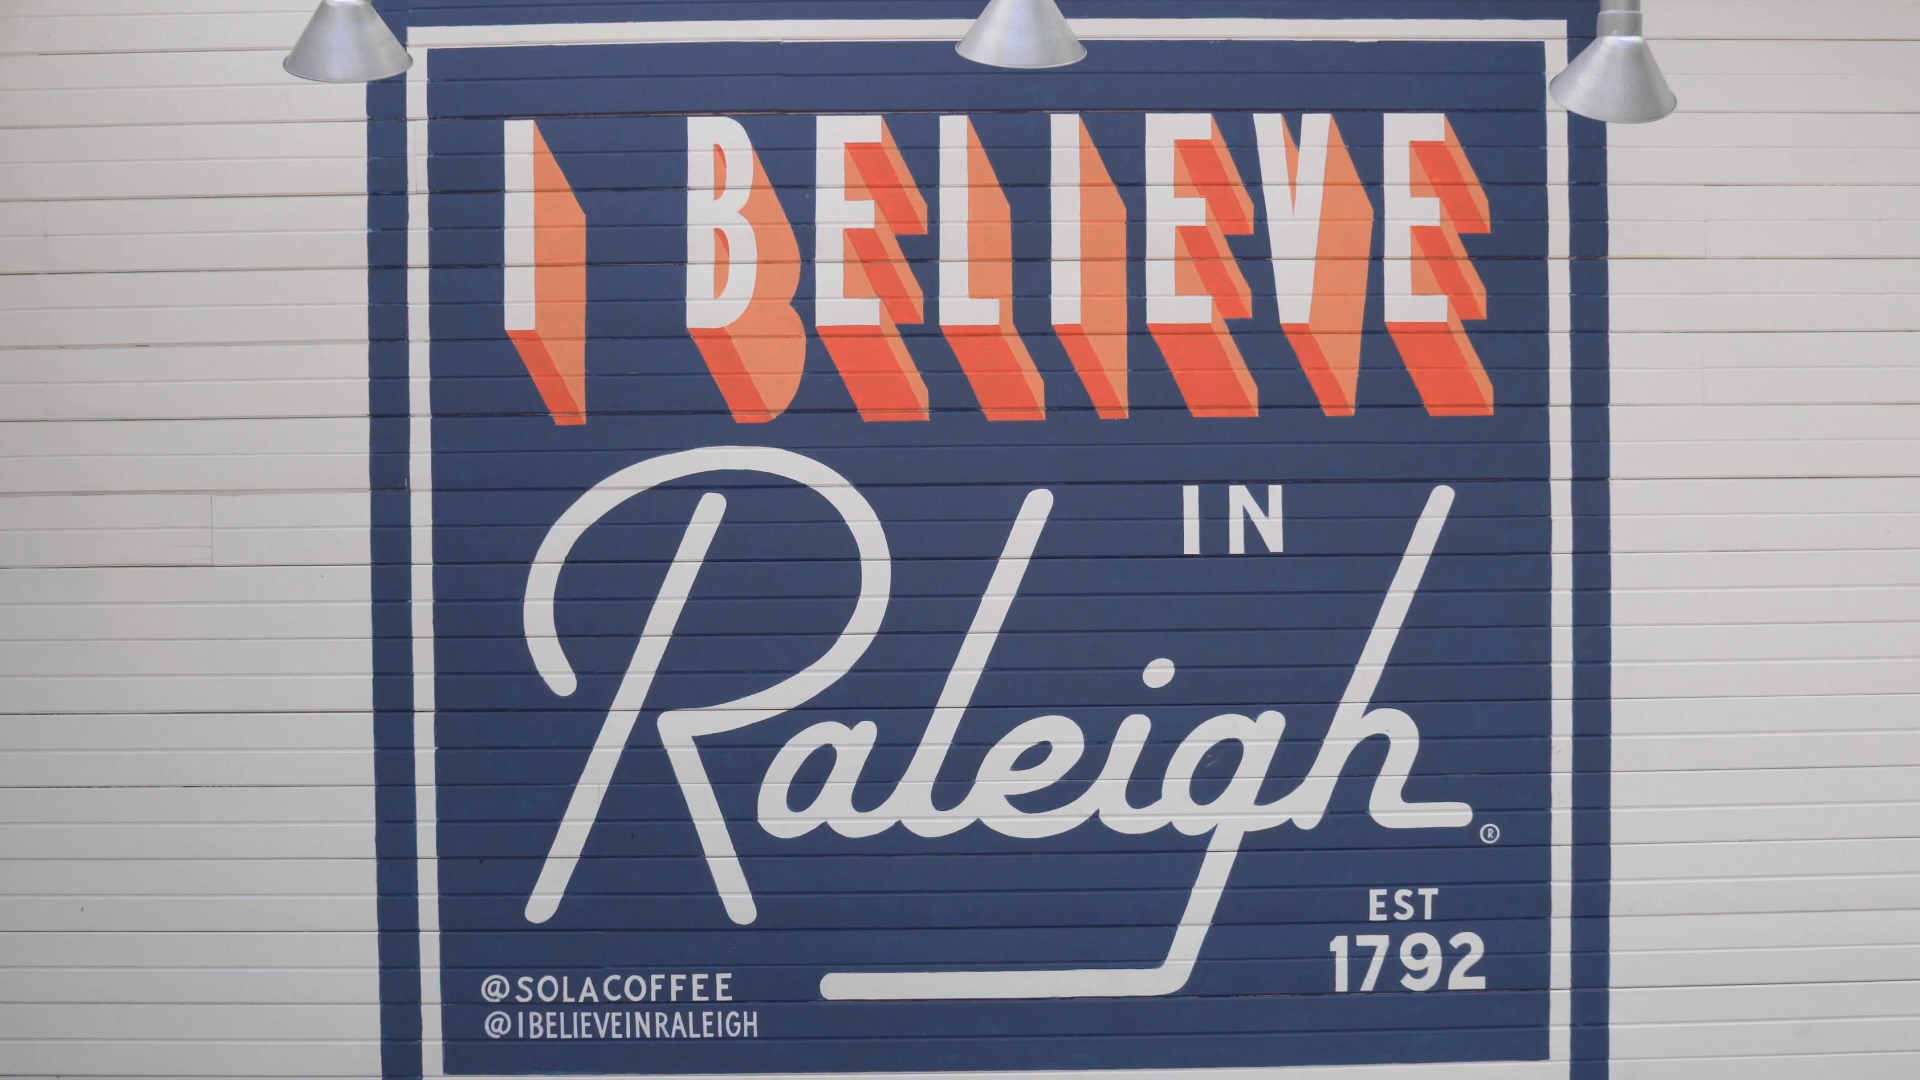 I BELIEVE
IN
Raleigh®
EST
1792
@SOLACOFFEE
@IBELIEVEINRALEIGH